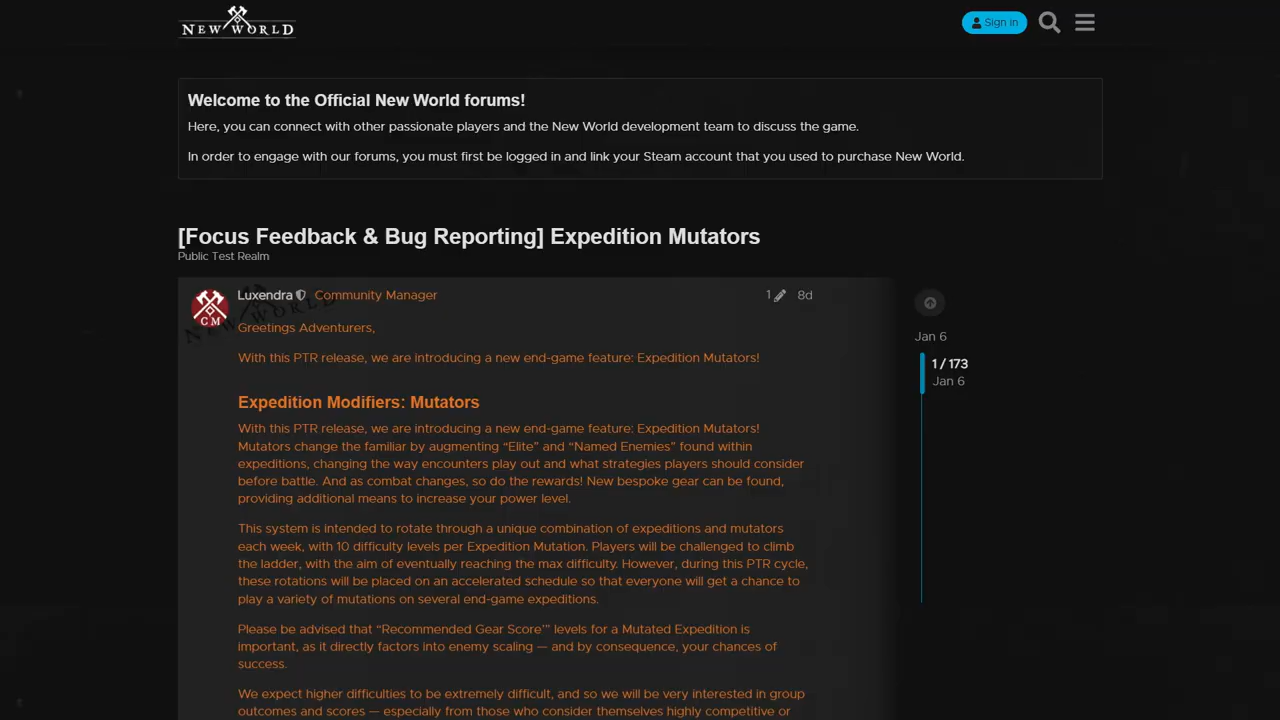 NEW WORLD
Sign In
Welcome to the Official New World forums!
Here, you can connect with other passionate players and the New World development team to discuss the game.
In order to engage with our forums, you must first be logged in and link your Steam account that you used to purchase New World.
[Focus Feedback & Bug Reporting] Expedition Mutators
Public Test Realm
CM
NEW WORLD
Luxendra Community Manager 1 8d
Greetings Adventurers,
With this PTR release, we are introducing a new end-game feature: Expedition Mutators!
Expedition Modifiers: Mutators
With this PTR release, we are introducing a new end-game feature: Expedition Mutators!
Mutators change the familiar by augmenting “Elite” and “Named Enemies” found within
expeditions, changing the way encounters play out and what strategies players should consider
before battle. And as combat changes, so do the rewards! New bespoke gear can be found,
providing additional means to increase your power level.
This system is intended to rotate through a unique combination of expeditions and mutators
each week, with 10 difficulty levels per Expedition Mutation. Players will be challenged to climb
the ladder, with the aim of eventually reaching the max difficulty. However, during this PTR cycle,
these rotations will be placed on an accelerated schedule so that everyone will get a chance to
play a variety of mutations on several end-game expeditions.
Please be advised that “Recommended Gear Score’” levels for a Mutated Expedition is
important, as it directly factors into enemy scaling — and by consequence, your chances of
success.
We expect higher difficulties to be extremely difficult, and so we will be very interested in group
outcomes and scores — especially from those who consider themselves highly competitive or
Jan 6
1 / 173
Jan 6